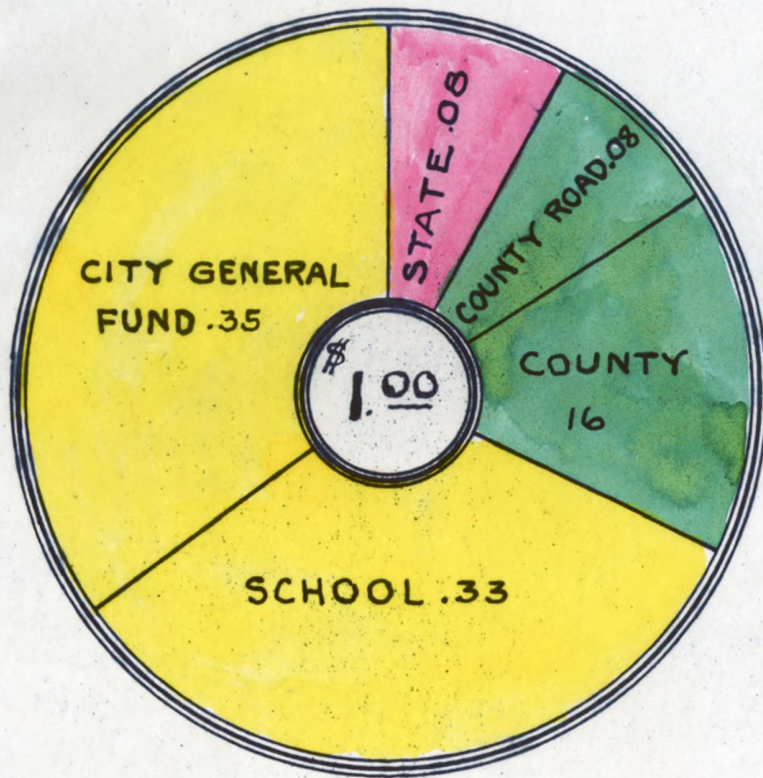 STATE .08
COUNTY ROAD .08
COUNTY
16
SCHOOL .33
CITY GENERAL
FUND .35
$1.00